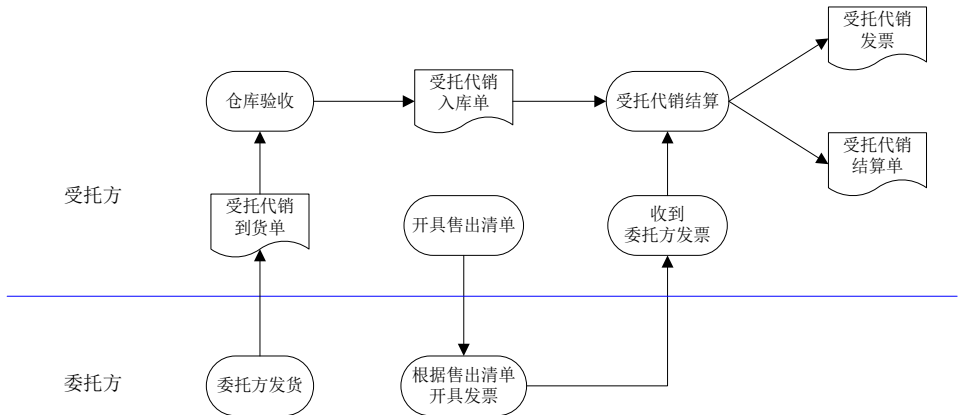 受托代销
发票
仓库验收
受托代销
入库单
受托代销结算
受托代销
结算单
受托方
受托代销
到货单
开具售出清单
收到
委托方发票
委托方
委托方发货
根据售出清单
开具发票